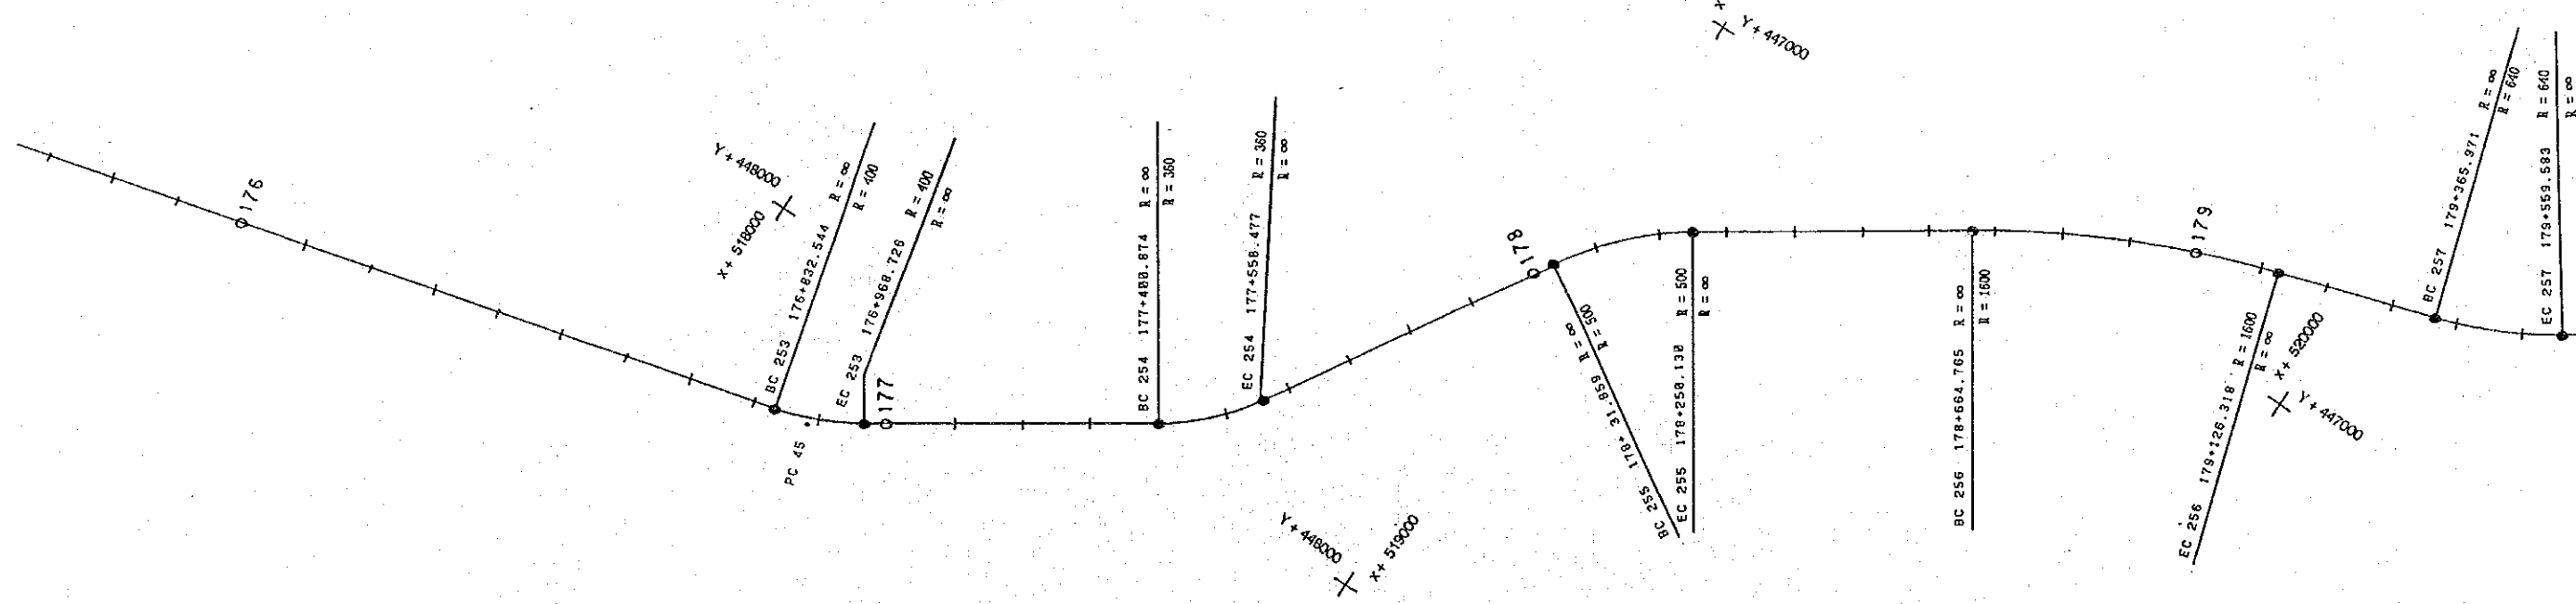 176
Y + 448000
X + 518000
BC 253 176+832.544 R = ∞
R = 400
EC 253 176+968.726 R = 400
R = ∞
177
PC 45
BC 254 177+400.874 R = ∞
R = 360
EC 254 177+558.477 R = 360
R = ∞
Y + 448000
X + 519000
178
BC 255 178+ 31.859 R = ∞
R = 500
EC 255 178+250.130 R = 500
R = ∞
X
Y + 447000
BC 256 178+664.765 R = ∞
R = 1600
179
EC 256 179+126.318 R = 1600
R = ∞
X + 520000
Y + 447000
BC 257 179+365.971 R = ∞
R = 640
EC 257 179+559.583 R = 640
R = ∞